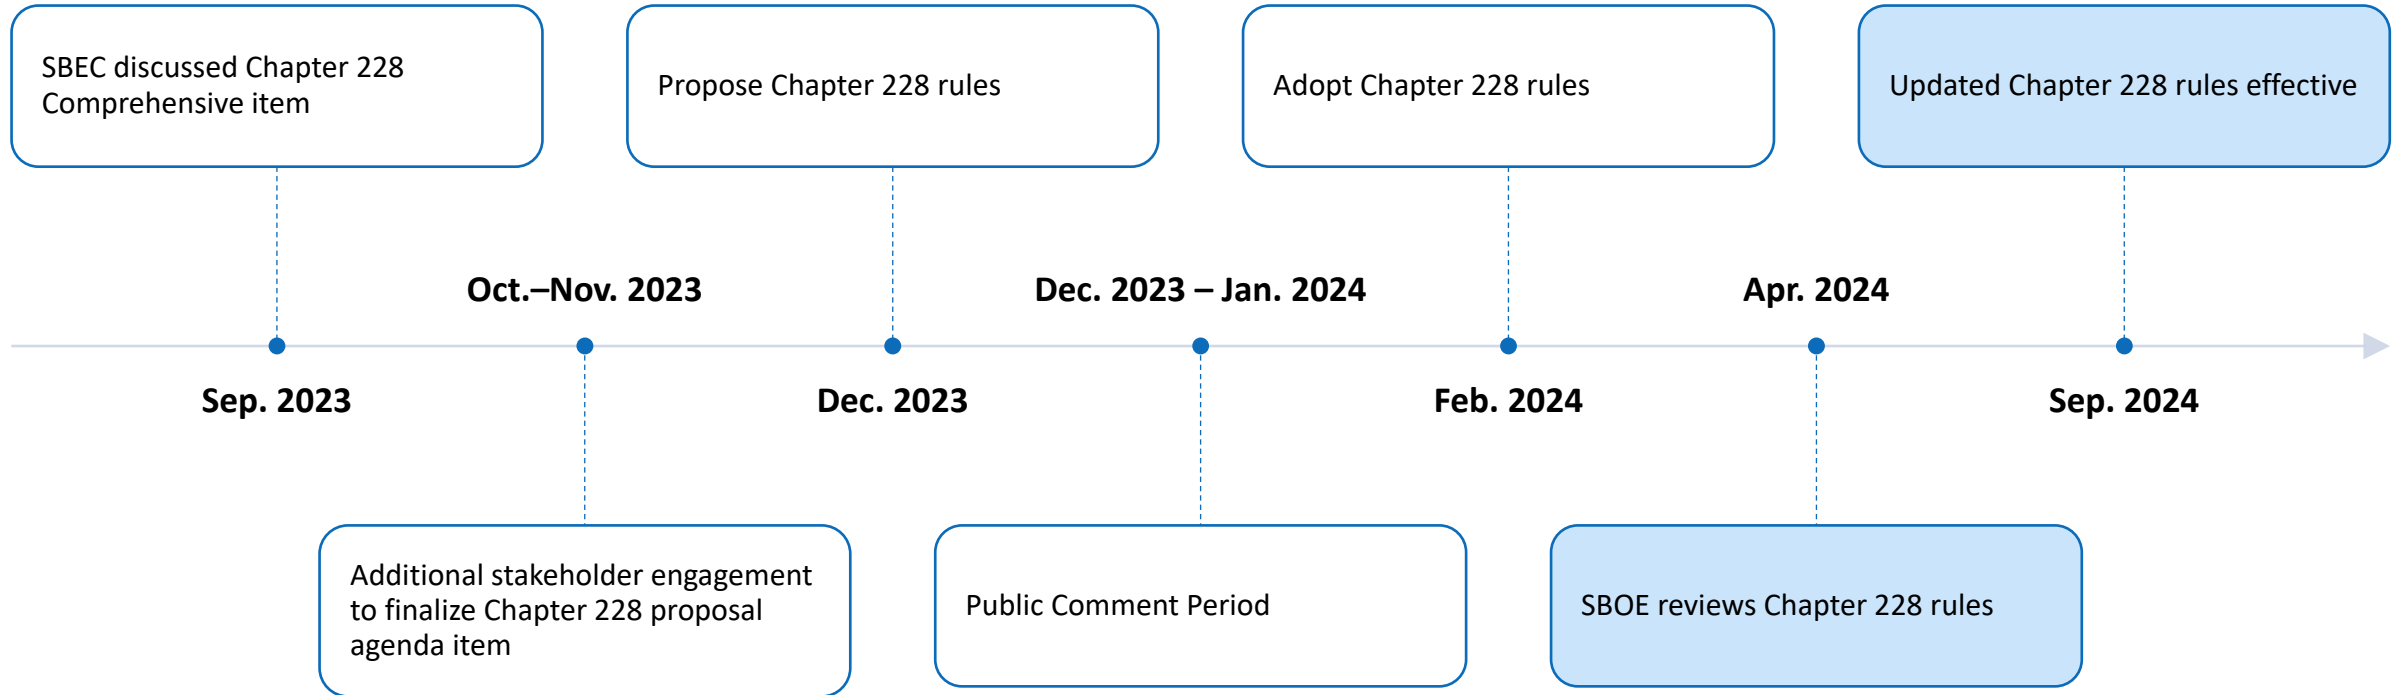 SBEC discussed Chapter 228
Comprehensive item
Propose Chapter 228 rules
Adopt Chapter 228 rules
Updated Chapter 228 rules effective
Oct.–Nov. 2023
Dec. 2023 – Jan. 2024
Apr. 2024
Sep. 2023
Dec. 2023
Feb. 2024
Sep. 2024
Additional stakeholder engagement
to finalize Chapter 228 proposal
agenda item
Public Comment Period
SBOE reviews Chapter 228 rules